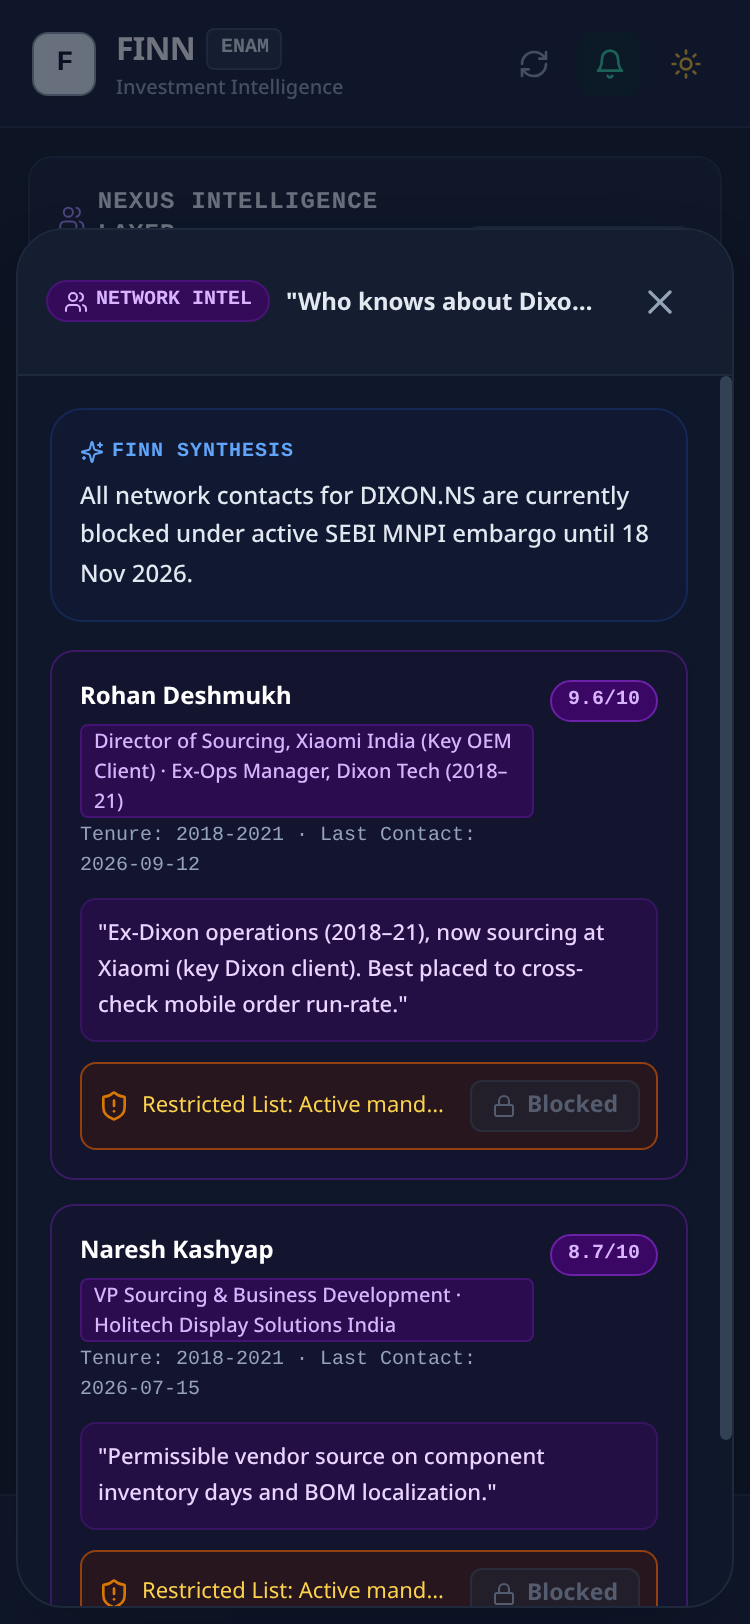 F
FINN
ENAM
Investment Intelligence
NEXUS INTELLIGENCE
LAYER
NETWORK INTEL
"Who knows about Dixo...
FINN SYNTHESIS
All network contacts for DIXON.NS are currently
blocked under active SEBI MNPI embargo until 18
Nov 2026.
Rohan Deshmukh
9.6/10
Director of Sourcing, Xiaomi India (Key OEM
Client) · Ex-Ops Manager, Dixon Tech (2018–
21)
Tenure: 2018-2021 · Last Contact:
2026-09-12
"Ex-Dixon operations (2018–21), now sourcing at
Xiaomi (key Dixon client). Best placed to cross-
check mobile order run-rate."
Restricted List: Active mand...
Blocked
Naresh Kashyap
8.7/10
VP Sourcing & Business Development ·
Holitech Display Solutions India
Tenure: 2018-2021 · Last Contact:
2026-07-15
"Permissible vendor source on component
inventory days and BOM localization."
Restricted List: Active mand...
Blocked